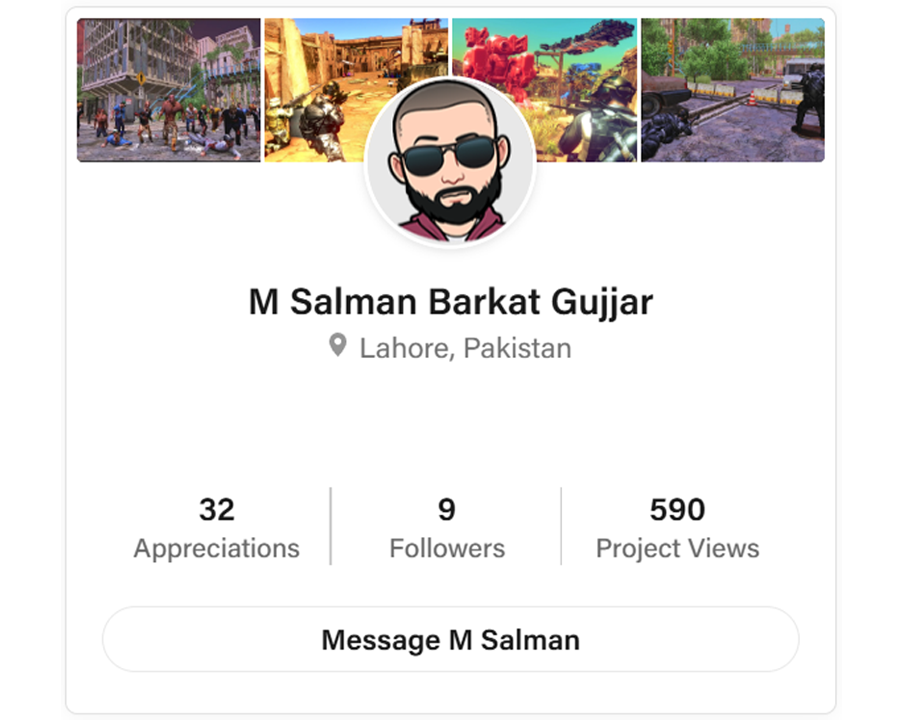 M Salman Barkat Gujjar
Lahore, Pakistan
32
Appreciations
9
Followers
590
Project Views
Message M Salman